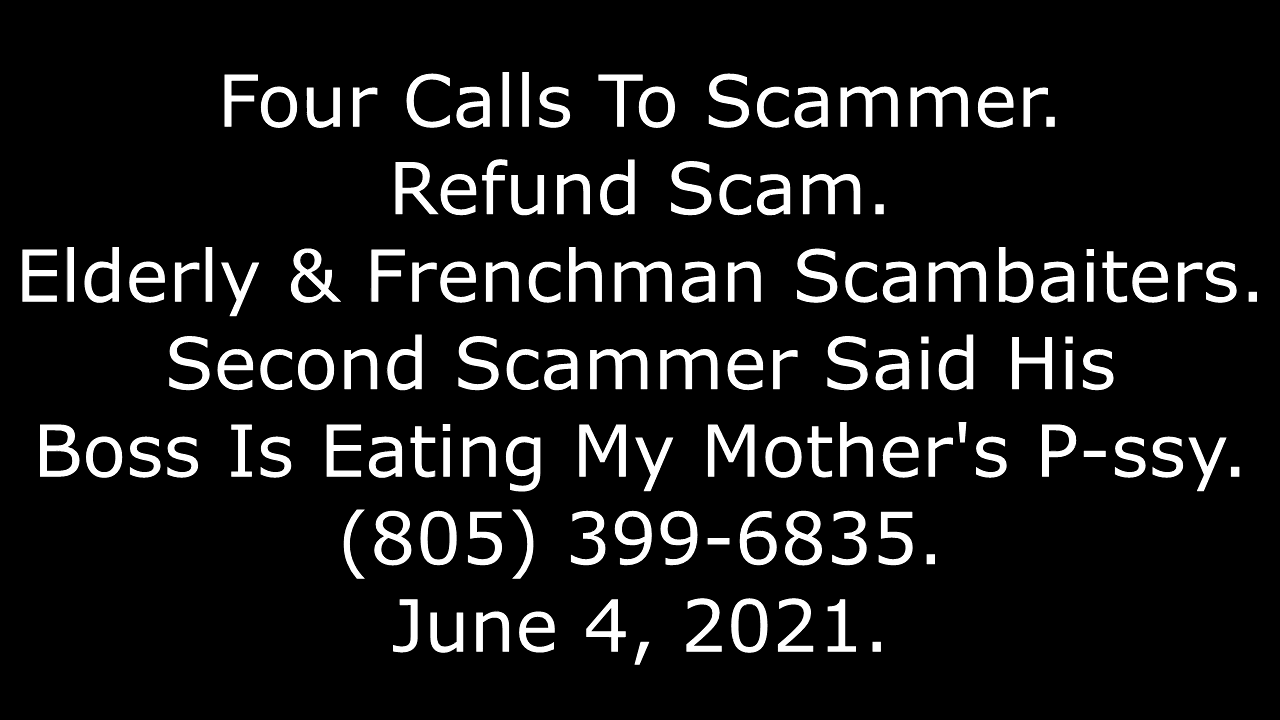 Four Calls To Scammer.
Refund Scam.
Elderly & Frenchman Scambaiters.
Second Scammer Said His
Boss Is Eating My Mother's P-ssy.
(805) 399-6835.
June 4, 2021.